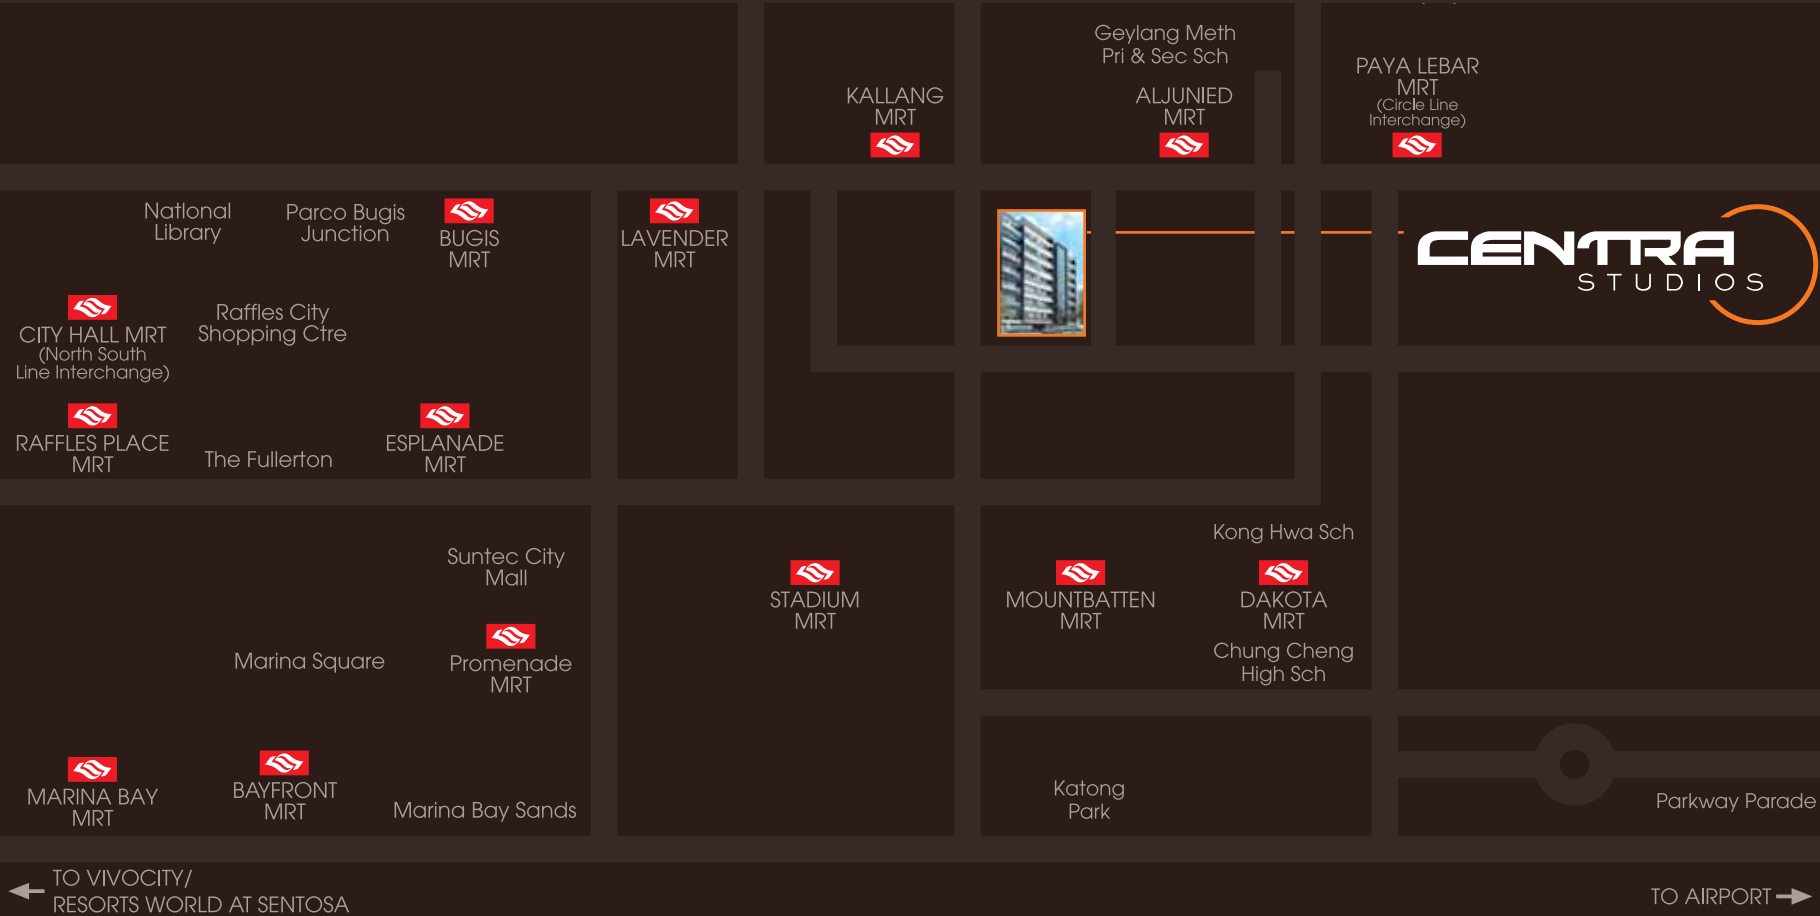 Geylang Meth
Pri & Sec Sch
KALLANG
MRT
ALJUNIED
MRT
PAYA LEBAR
MRT
(Circle Line
Interchange)
Natlonal
Library
Parco Bugis
Junction
BUGIS
MRT
LAVENDER
MRT
CENTRA
STUDIOS
CITY HALL MRT
(North South
Line Interchange)
Raffles City
Shopping Ctre
RAFFLES PLACE
MRT
The Fullerton
ESPLANADE
MRT
Suntec City
Mall
STADIUM
MRT
MOUNTBATTEN
MRT
Kong Hwa Sch
DAKOTA
MRT
Chung Cheng
High Sch
Marina Square
Promenade
MRT
MARINA BAY
MRT
BAYFRONT
MRT
Marina Bay Sands
Katong
Park
Parkway Parade
TO VIVOCITY/
RESORTS WORLD AT SENTOSA
TO AIRPORT